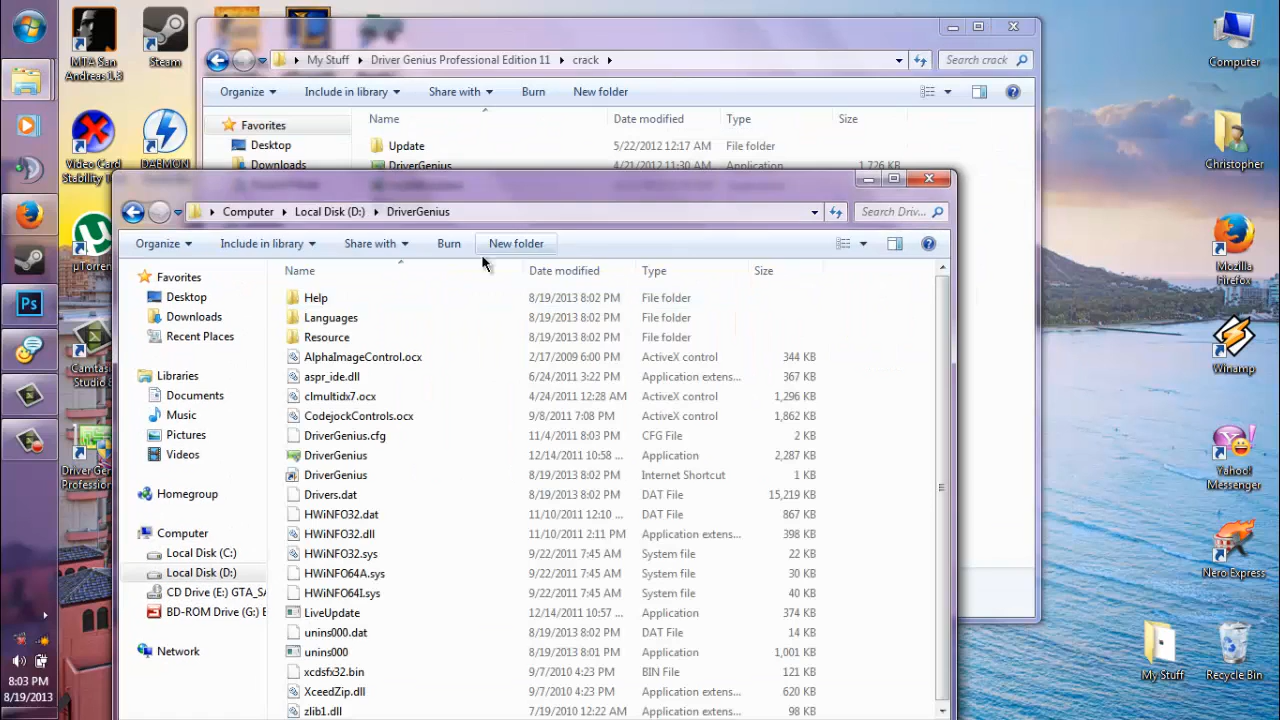 MTA San
Andreas 1.3
Steam
Video Card
Stability T
DAEMON
µTorren
Camtas
Studio 8
Driver Gen
Profession
8:03 PM
8/19/2013
My Stuff Driver Genius Professional Edition 11 crack
Search crack
Organize Include in library Share with Burn New folder
Name Date modified Type Size
Favorites
Desktop
Downloads
Update 5/22/2012 12:17 AM File folder
DriverGenius 4/21/2012 11:30 AM Application 1,726 KB
Computer Local Disk (D:) DriverGenius
Search Driv...
Organize Include in library Share with Burn New folder
Name Date modified Type Size
Favorites
Desktop
Downloads
Recent Places
Libraries
Documents
Music
Pictures
Videos
Homegroup
Computer
Local Disk (C:)
Local Disk (D:)
CD Drive (E:) GTA_SA
BD-ROM Drive (G:) E
Network
Help 8/19/2013 8:02 PM File folder
Languages 8/19/2013 8:02 PM File folder
Resource 8/19/2013 8:02 PM File folder
AlphaImageControl.ocx 2/17/2009 6:00 PM ActiveX control 344 KB
aspr_ide.dll 6/24/2011 3:22 PM Application extens... 367 KB
clmultidx7.ocx 4/24/2011 12:28 AM ActiveX control 1,296 KB
CodejockControls.ocx 9/8/2011 7:08 PM ActiveX control 1,862 KB
DriverGenius.cfg 11/4/2011 8:03 PM CFG File 2 KB
DriverGenius 12/14/2011 10:58 ... Application 2,287 KB
DriverGenius 8/19/2013 8:02 PM Internet Shortcut 1 KB
Drivers.dat 8/19/2013 8:02 PM DAT File 15,219 KB
HWiNFO32.dat 11/10/2011 12:10 ... DAT File 867 KB
HWiNFO32.dll 11/10/2011 2:11 PM Application extens... 398 KB
HWiNFO32.sys 9/22/2011 7:45 AM System file 22 KB
HWiNFO64A.sys 9/22/2011 7:45 AM System file 30 KB
HWiNFO64I.sys 9/22/2011 7:45 AM System file 40 KB
LiveUpdate 12/14/2011 10:57 ... Application 374 KB
unins000.dat 8/19/2013 8:02 PM DAT File 14 KB
unins000 8/19/2013 8:01 PM Application 1,001 KB
xcdsfx32.bin 9/7/2010 4:23 PM BIN File 121 KB
XceedZip.dll 9/7/2010 4:23 PM Application extens... 620 KB
zlib1.dll 7/19/2010 12:22 AM Application extens... 98 KB
Computer
Christopher
Mozilla
Firefox
Winamp
Yahoo!
Messenger
Nero Express
My Stuff
Recycle Bin